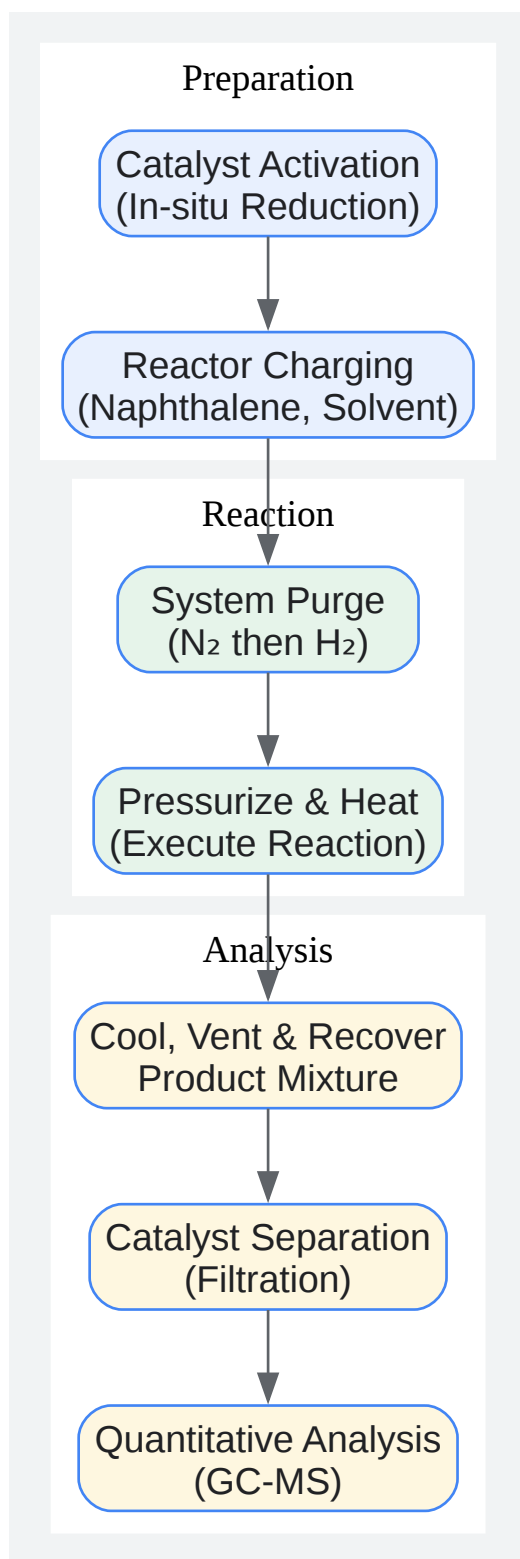 Preparation
Catalyst Activation
(In-situ Reduction)
Reactor Charging
(Naphthalene, Solvent)
Reaction
System Purge
(N₂ then H₂)
Pressurize & Heat
(Execute Reaction)
Analysis
Cool, Vent & Recover
Product Mixture
Catalyst Separation
(Filtration)
Quantitative Analysis
(GC-MS)